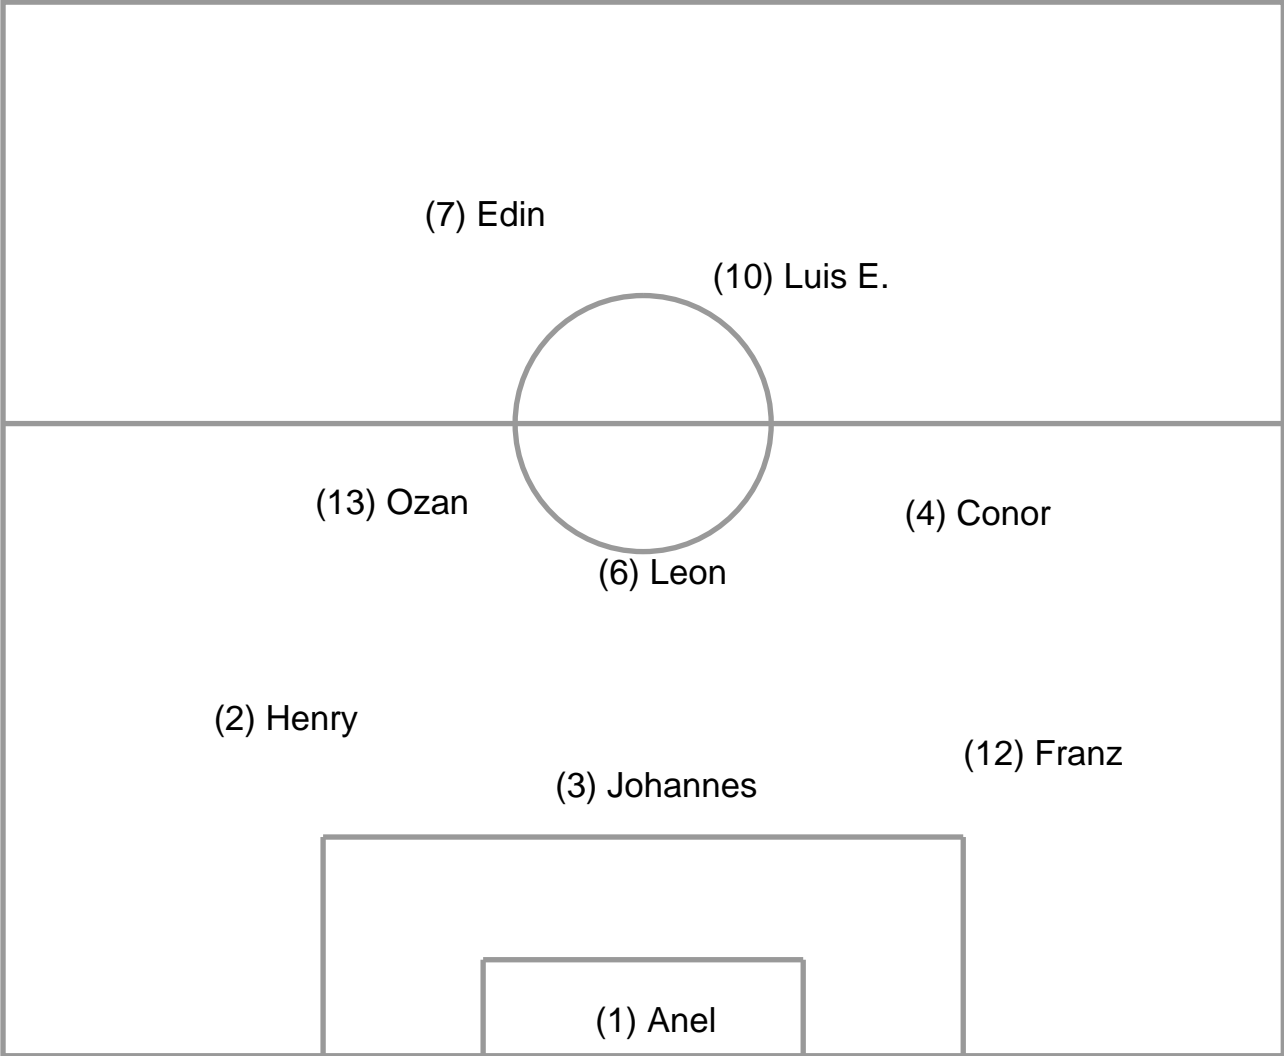 (7) Edin
(10) Luis E.
(13) Ozan
(4) Conor
(6) Leon
(2) Henry
(12) Franz
(3) Johannes
(1) Anel